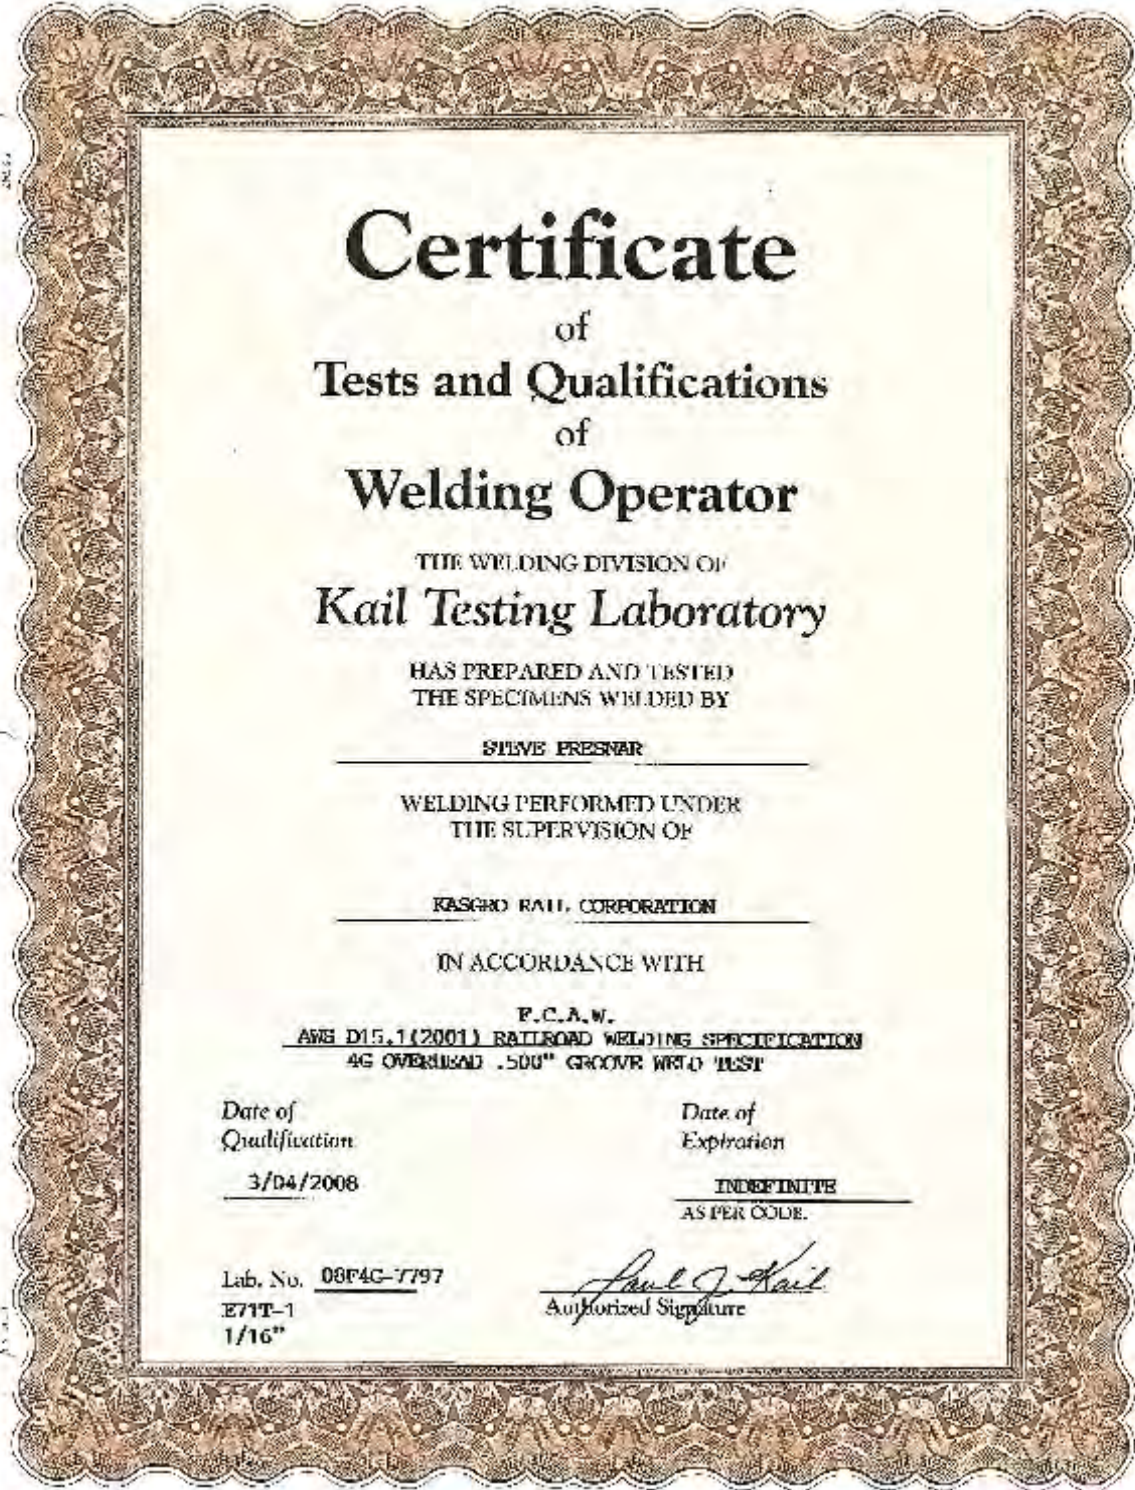 Certificate
of
Tests and Qualifications
of
Welding Operator
THE WELDING DIVISION OF
Kail Testing Laboratory
HAS PREPARED AND TESTED
THE SPECIMENS WELDED BY
STEVE PRESNAR
WELDING PERFORMED UNDER
THE SUPERVISION OF
KASGRO RAIL CORPORATION
IN ACCORDANCE WITH
F.C.A.W.
AWS D15.1(2001) RAILROAD WELDING SPECIFICATION
4G OVERHEAD .500" GROOVE WELD TEST
Date of
Qualification
Date of
Expiration
3/04/2008
INDEFINITE
AS PER CODE.
Lab. No. 08F4G-7797
Paul J. Kail
Authorized Signature
E71T-1
1/16"